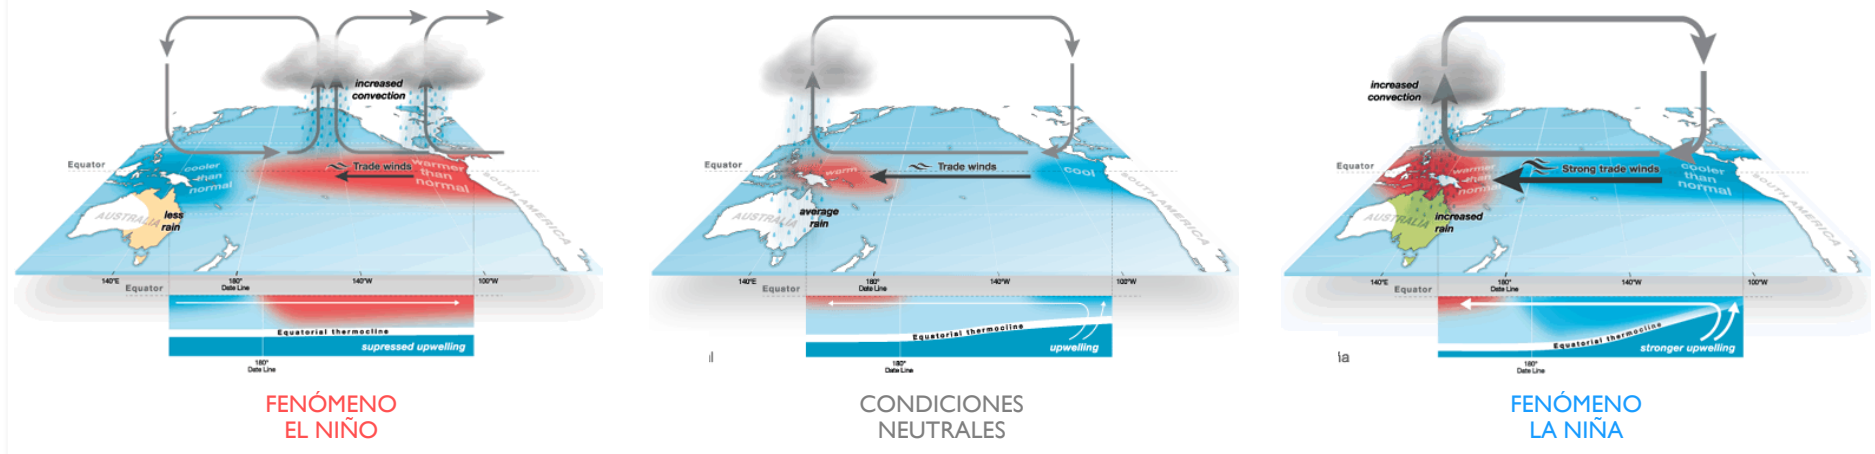 increased
convection
Equator
cooler
than
normal
Trade winds
warmer
than
normal
less
rain
AUSTRALIA
SOUTH AMERICA
140°E
180°
Date Line
140°W
100°W
Equator
Equatorial thermocline
supressed upwelling
180°
Date Line
FENÓMENO
EL NIÑO
Equator
warm
Trade winds
cool
average
rain
AUSTRALIA
SOUTH AMERICA
140°E
180°
Date Line
140°W
100°W
Equator
Equatorial thermocline
upwelling
180°
Date Line
l
CONDICIONES
NEUTRALES
increased
convection
Equator
warmer
than
normal
Strong trade winds
cooler
than
normal
increased
rain
AUSTRALIA
SOUTH AMERICA
140°E
180°
Date Line
140°W
100°W
Equator
Equatorial thermocline
stronger upwelling
180°
Date Line
ña
FENÓMENO
LA NIÑA